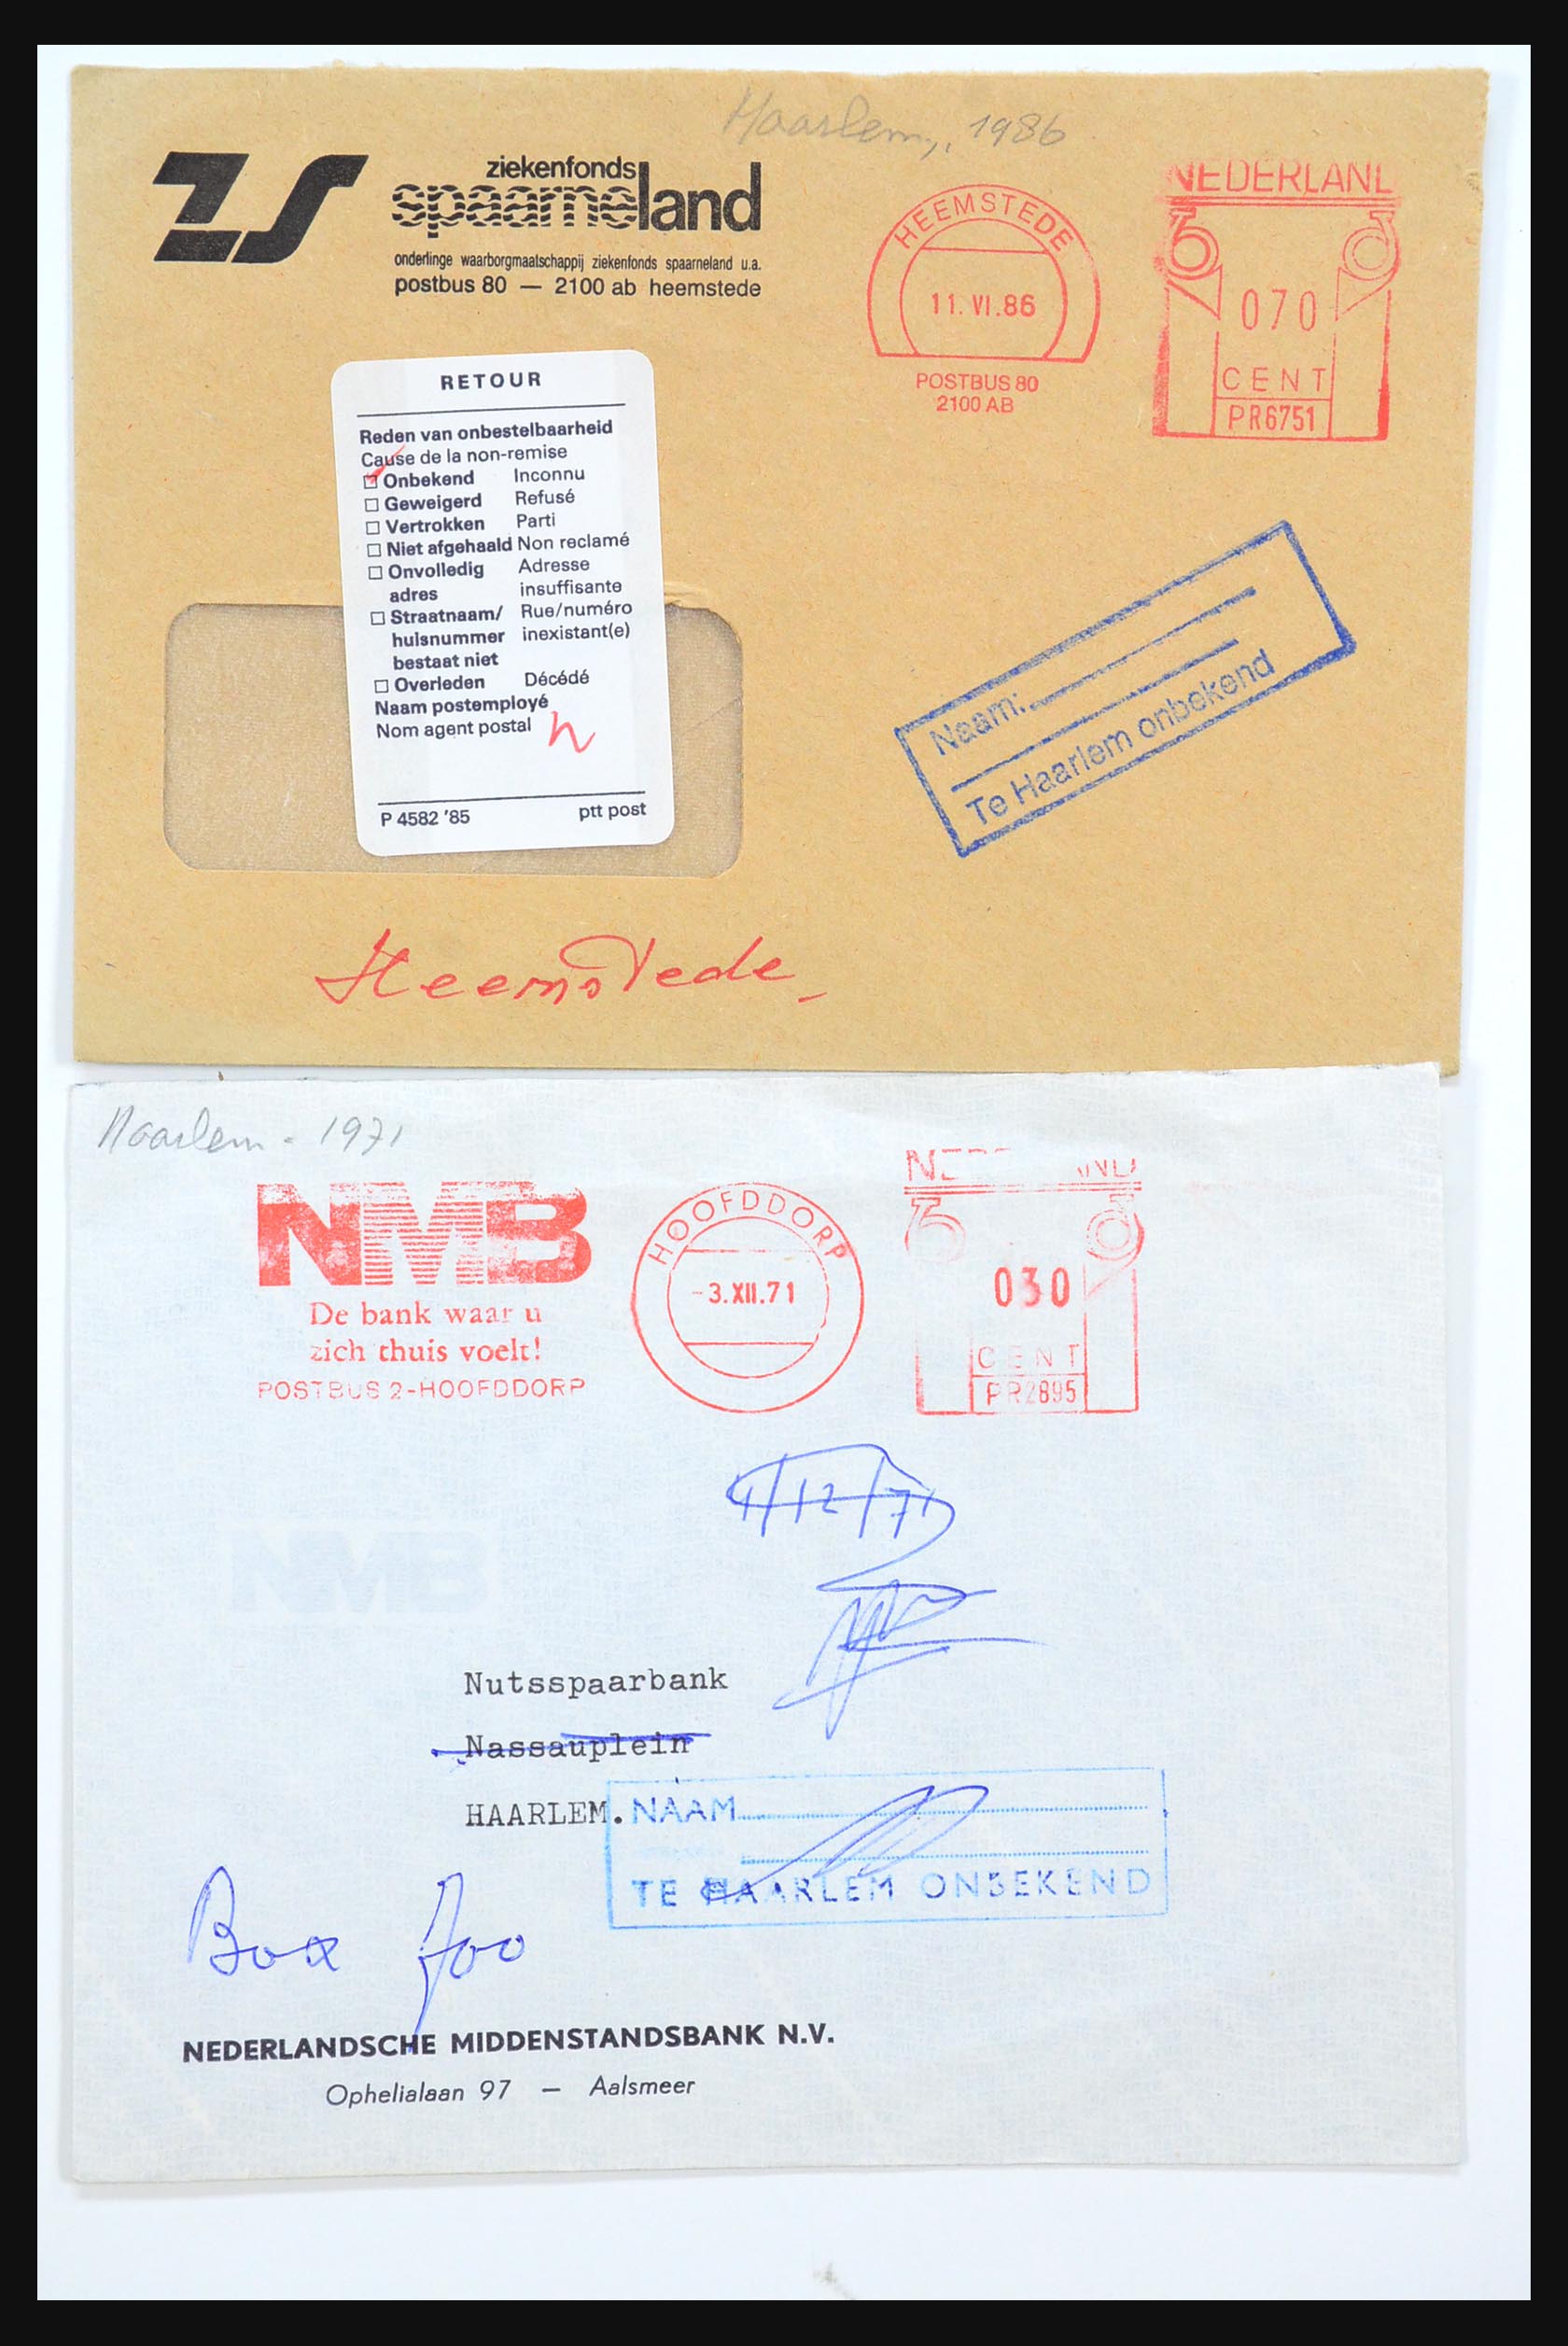 Haarlem,, 1986
ZS
ziekenfonds
spaarneland
onderlinge waarborgmaatschappij ziekenfonds spaarneland u.a.
postbus 80 — 2100 ab heemstede
HEEMSTEDE
11. VI.86
POSTBUS 80
2100 AB
NEDERLAND
070
CENT
PR6751
RETOUR
Reden van onbestelbaarheid
Cause de la non-remise
Onbekend Inconnu
Geweigerd Refusé
Vertrokken Parti
Niet afgehaald Non reclamé
Onvolledig Adresse
adres insuffisante
Straatnaam/ Rue/numéro
huisnummer inexistant(e)
bestaat niet
Overleden Décédé
Naam postemployé
Nom agent postal
P 4582 '85 ptt post
Naam:
Te Haarlem onbekend
Heemstede
Haarlem - 1971
NMB
De bank waar u
zich thuis voelt!
POSTBUS 2-HOOFDDORP
HOOFDDORP
-3.XII.71
030
CENT
PR2895
/12/71
Nutsspaarbank
Nassauplein
HAARLEM.
NAAM
TE HAARLEM ONBEKEND
Box
NEDERLANDSCHE MIDDENSTANDSBANK N.V.
Ophelialaan 97 — Aalsmeer